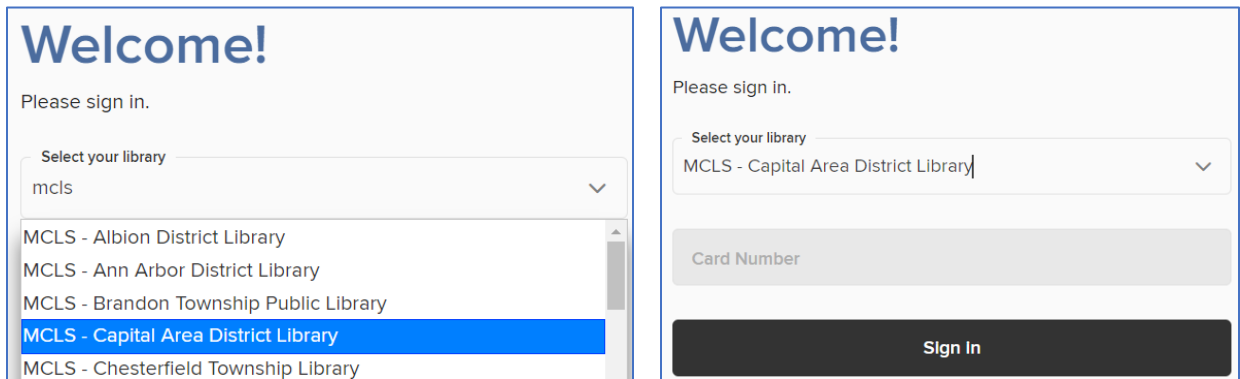 Welcome!
Please sign in.
Select your library
mcls
MCLS - Albion District Library
MCLS - Ann Arbor District Library
MCLS - Brandon Township Public Library
MCLS - Capital Area District Library
MCLS - Chesterfield Township Library
Welcome!
Please sign in.
Select your library
MCLS - Capital Area District Library
Card Number
Sign In